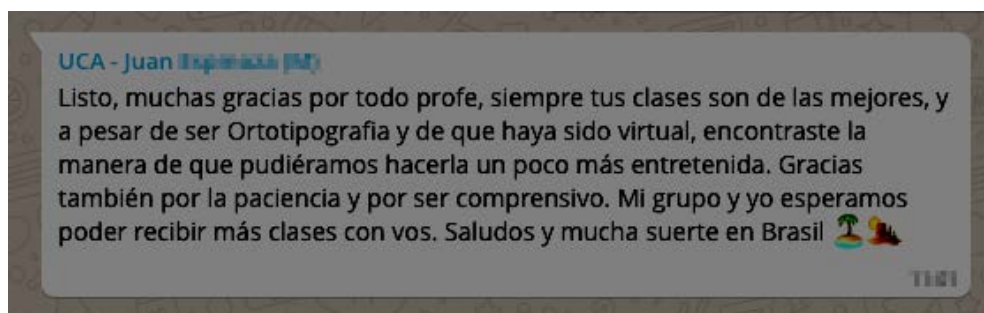 UCA - Juan
Listo, muchas gracias por todo profe, siempre tus clases son de las mejores, y
a pesar de ser Ortotipografia y de que haya sido virtual, encontraste la
manera de que pudiéramos hacerla un poco más entretenida. Gracias
también por la paciencia y por ser comprensivo. Mi grupo y yo esperamos
poder recibir más clases con vos. Saludos y mucha suerte en Brasil 🏝️🏜️